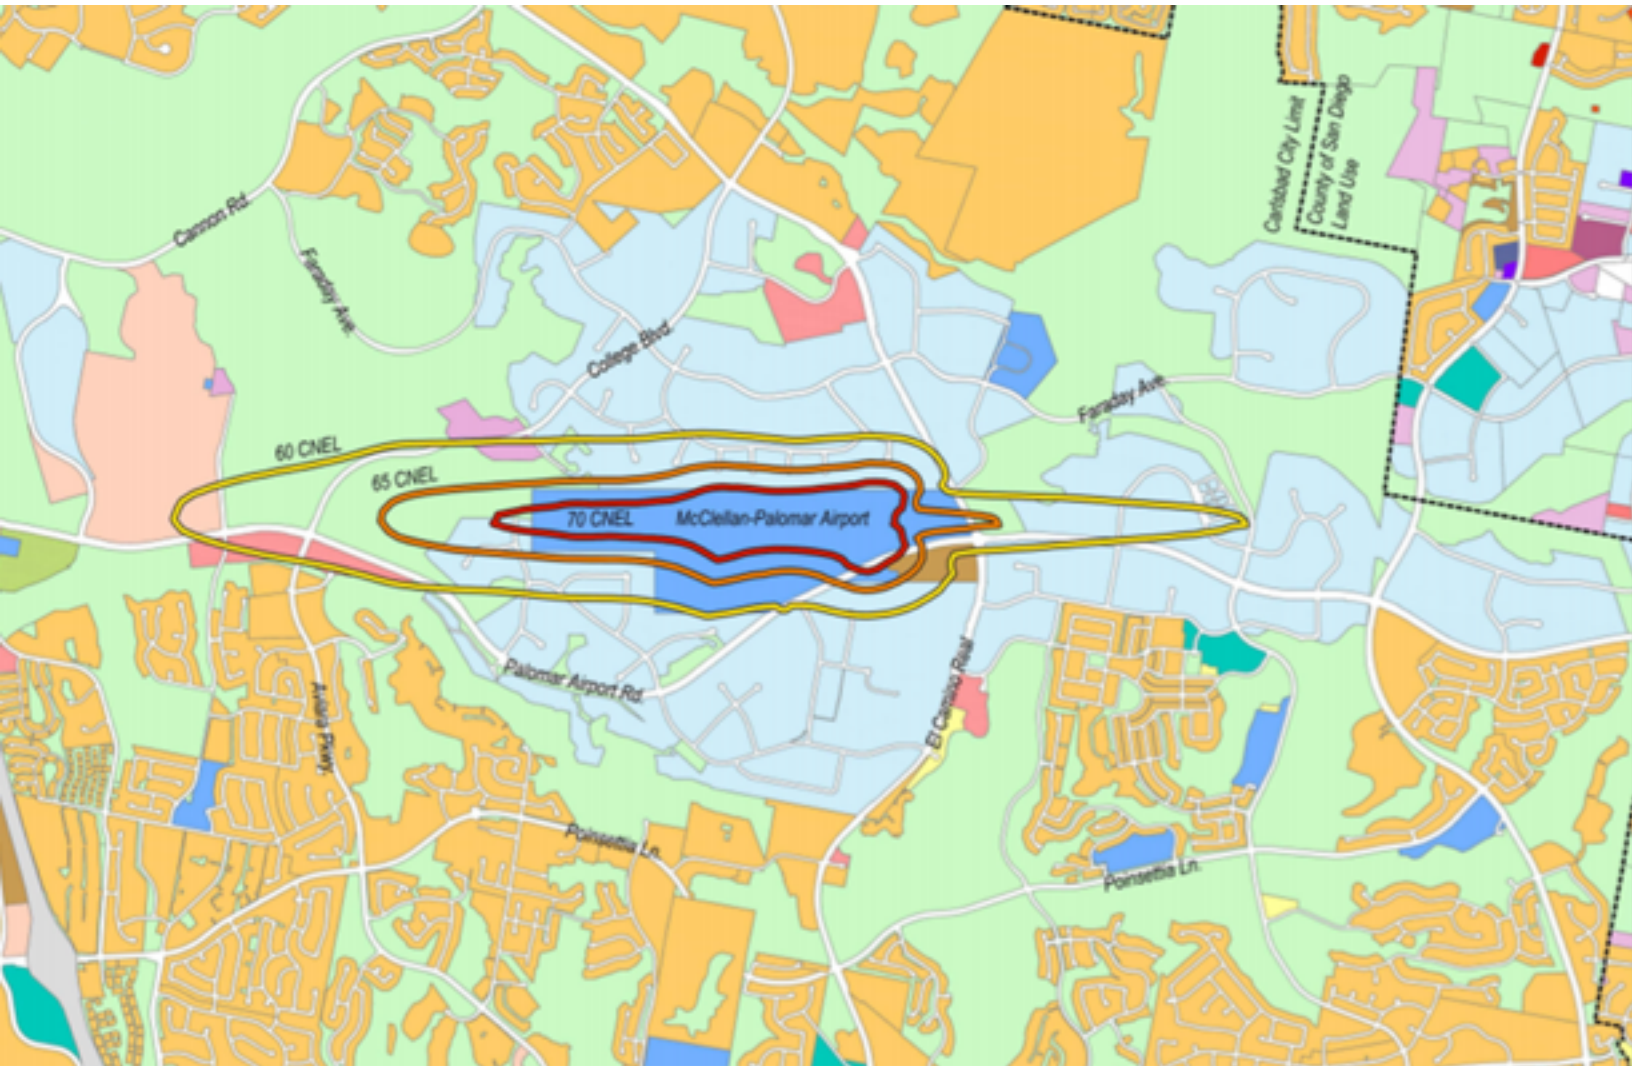 Carlsbad City Limit
County of San Diego
Land Use
Cannon Rd.
Faraday Ave.
College Blvd.
Faraday Ave.
60 CNEL
65 CNEL
70 CNEL
McClellan-Palomar Airport
Palomar Airport Rd.
El Camino Real
Aviara Pkwy.
Poinsettia Ln.
Poinsettia Ln.